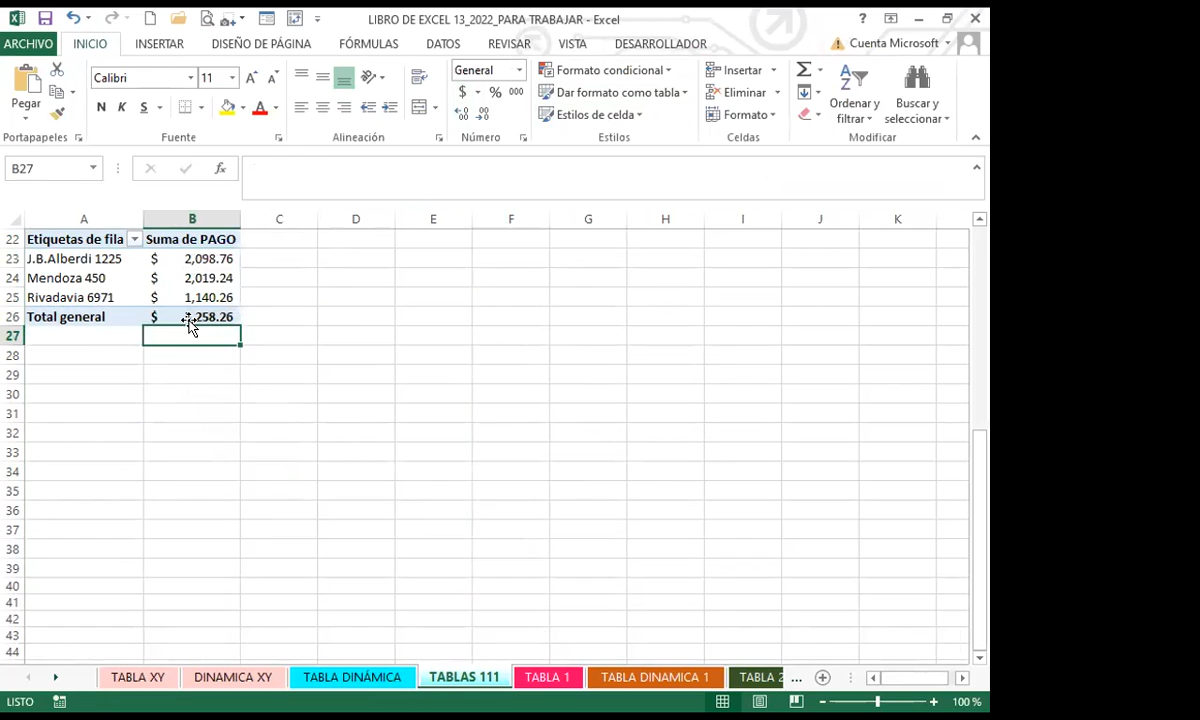 LIBRO DE EXCEL 13_2022_PARA TRABAJAR - Excel
ARCHIVO INICIO INSERTAR DISEÑO DE PÁGINA FÓRMULAS DATOS REVISAR VISTA DESARROLLADOR Cuenta Microsoft
Calibri 11 General Formato condicional Insertar
Pegar N K S $ % 000 Dar formato como tabla Eliminar Ordenar y filtrar Buscar y seleccionar
Estilos de celda Formato
Portapapeles Fuente Alineación Número Estilos Celdas Modificar
B27 fx
A B C D E F G H I J K
22 Etiquetas de fila Suma de PAGO
23 J.B.Alberdi 1225 $ 2,098.76
24 Mendoza 450 $ 2,019.24
25 Rivadavia 6971 $ 1,140.26
26 Total general $ 258.26
27
28
29
30
31
32
33
34
35
36
37
38
39
40
41
42
43
44
TABLA XY DINAMICA XY TABLA DINÁMICA TABLAS 111 TABLA 1 TABLA DINAMICA 1 TABLA 2 ...
LISTO 100 %